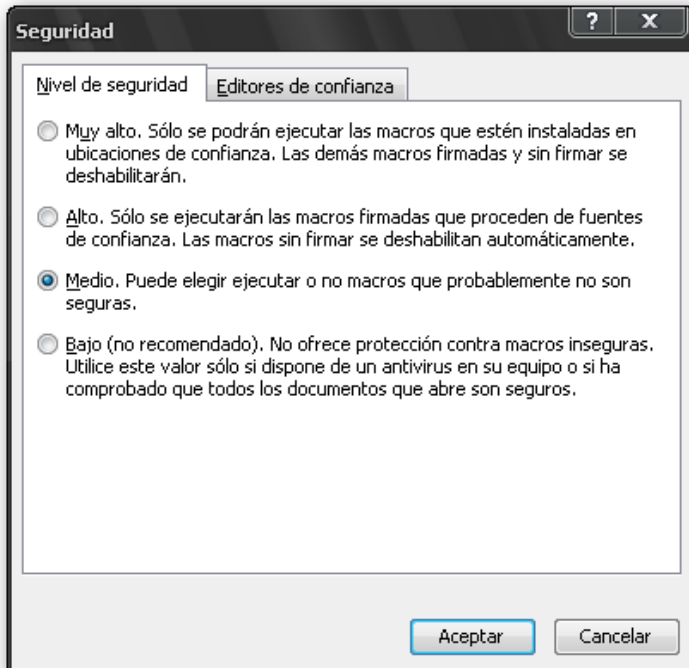 Seguridad
? X
Nivel de seguridad Editores de confianza
Muy alto. Sólo se podrán ejecutar las macros que estén instaladas en
ubicaciones de confianza. Las demás macros firmadas y sin firmar se
deshabilitarán.
Alto. Sólo se ejecutarán las macros firmadas que proceden de fuentes
de confianza. Las macros sin firmar se deshabilitan automáticamente.
Medio. Puede elegir ejecutar o no macros que probablemente no son
seguras.
Bajo (no recomendado). No ofrece protección contra macros inseguras.
Utilice este valor sólo si dispone de un antivirus en su equipo o si ha
comprobado que todos los documentos que abre son seguros.
Aceptar Cancelar